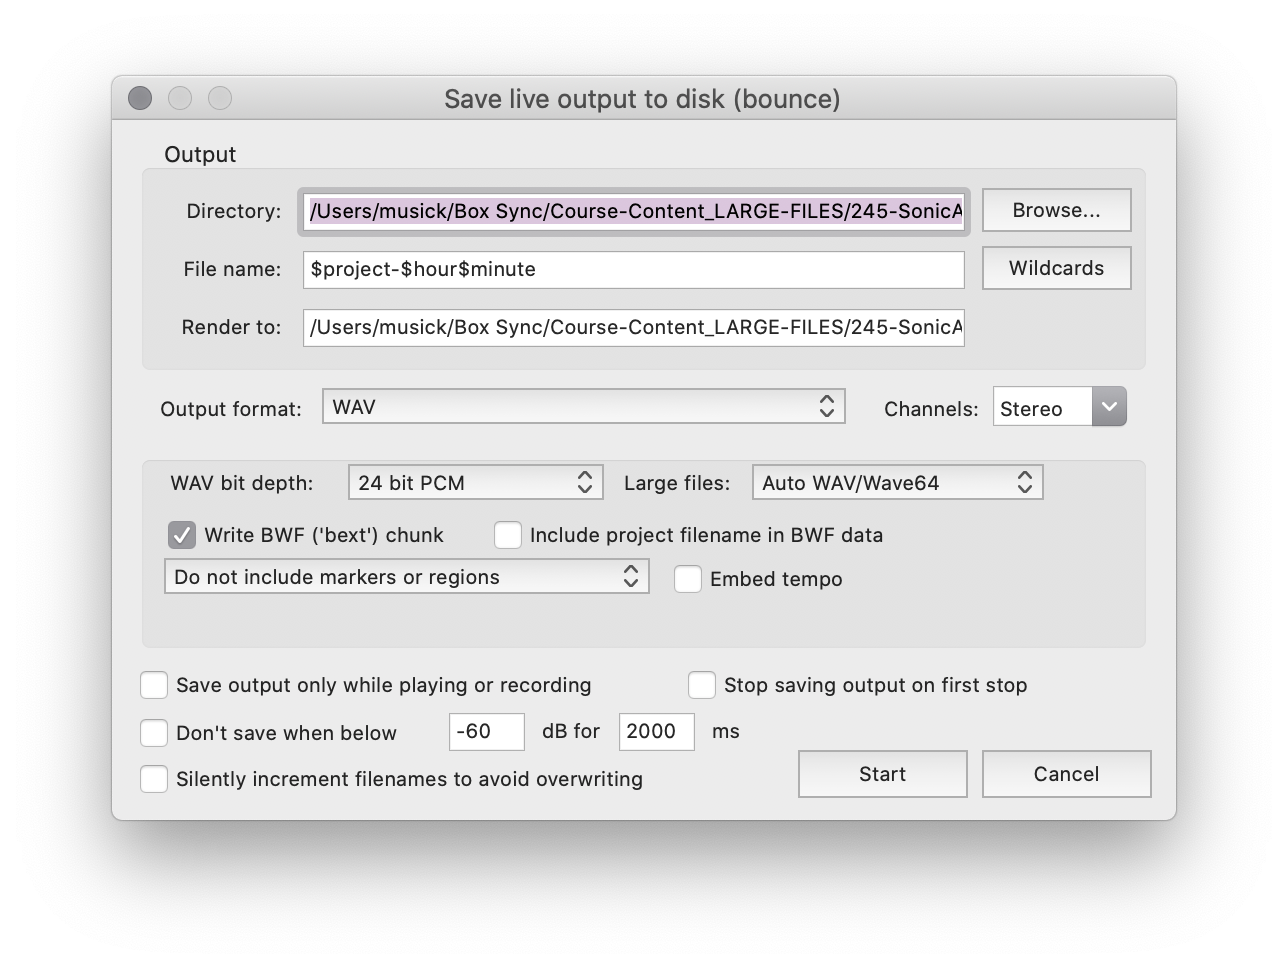 Save live output to disk (bounce)
Output
Directory: /Users/musick/Box Sync/Course-Content_LARGE-FILES/245-SonicA Browse...
File name: $project-$hour$minute Wildcards
Render to: /Users/musick/Box Sync/Course-Content_LARGE-FILES/245-SonicA
Output format: WAV Channels: Stereo
WAV bit depth: 24 bit PCM Large files: Auto WAV/Wave64
Write BWF ('bext') chunk Include project filename in BWF data
Do not include markers or regions Embed tempo
Save output only while playing or recording Stop saving output on first stop
Don't save when below -60 dB for 2000 ms
Silently increment filenames to avoid overwriting Start Cancel